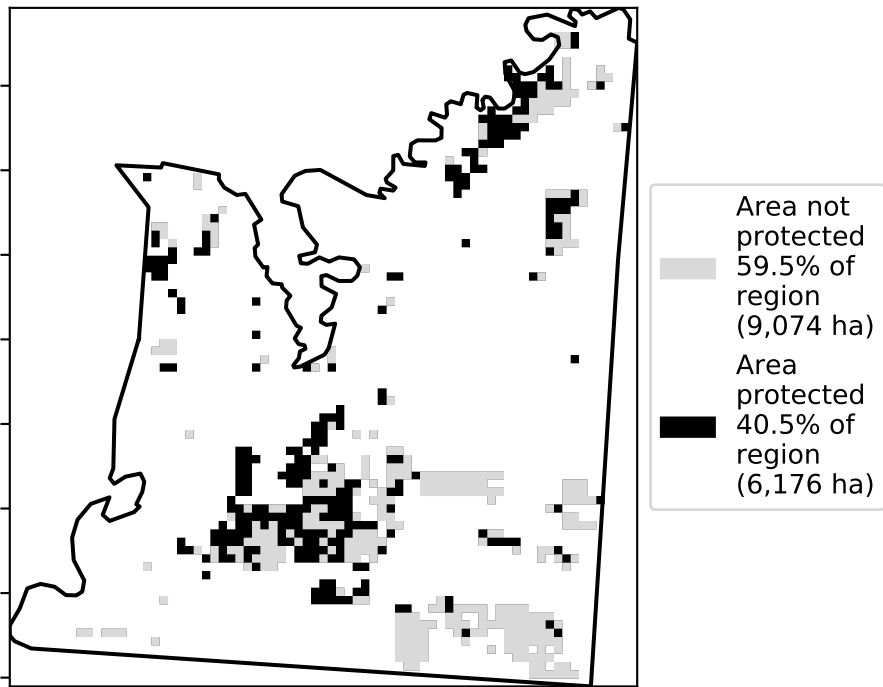 Area not
protected
59.5% of
region
(9,074 ha)
Area
protected
40.5% of
region
(6,176 ha)